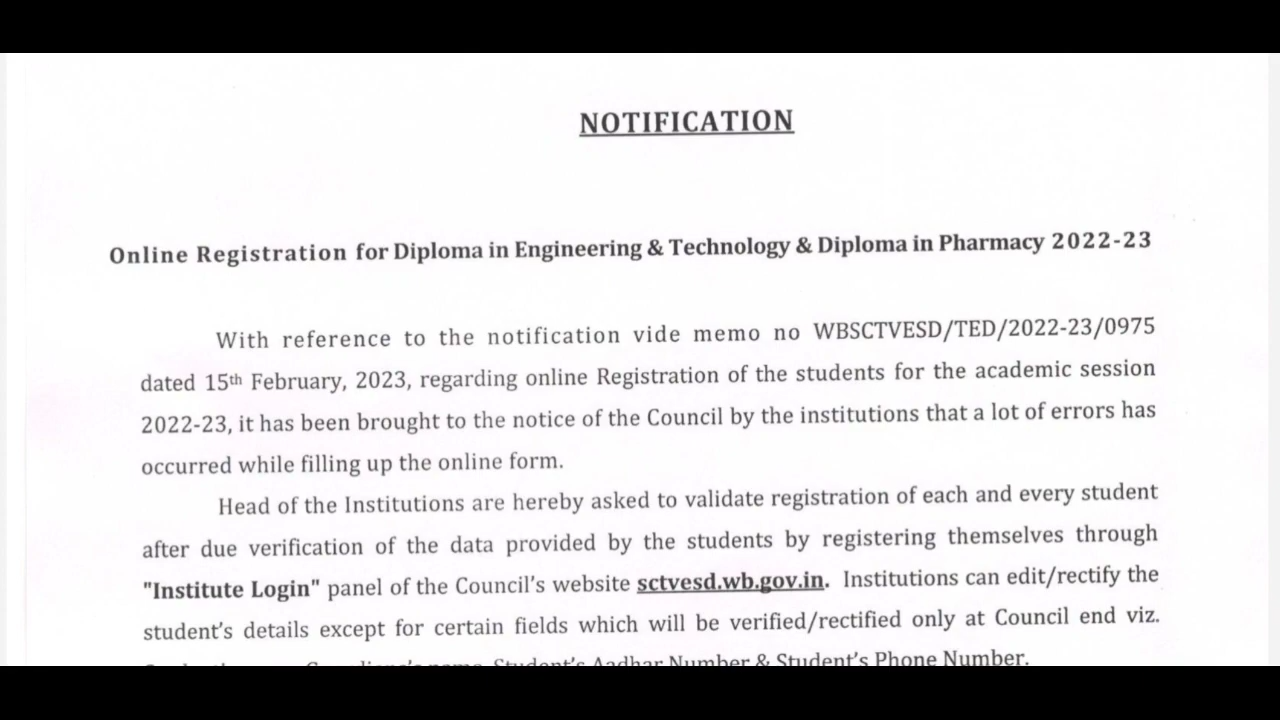 NOTIFICATION
Online Registration for Diploma in Engineering & Technology & Diploma in Pharmacy 2022-23
With reference to the notification vide memo no WBSCTVESD/TED/2022-23/0975
dated 15th February, 2023, regarding online Registration of the students for the academic session
2022-23, it has been brought to the notice of the Council by the institutions that a lot of errors has
occurred while filling up the online form.
Head of the Institutions are hereby asked to validate registration of each and every student
after due verification of the data provided by the students by registering themselves through
"Institute Login" panel of the Council's website sctvesd.wb.gov.in. Institutions can edit/rectify the
student's details except for certain fields which will be verified/rectified only at Council end viz.
name, Student's Aadhar Number & Student's Phone Number.